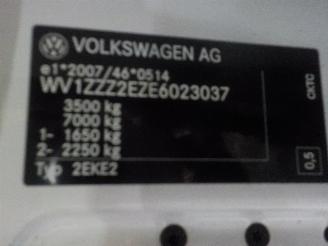 VOLKSWAGEN AG
e1*2007/46*0514
WV1ZZZ2EZE6023037
3500 kg
7000 kg
1- 1650 kg
2- 2250 kg
Typ 2EKE2
CKTC
0,5